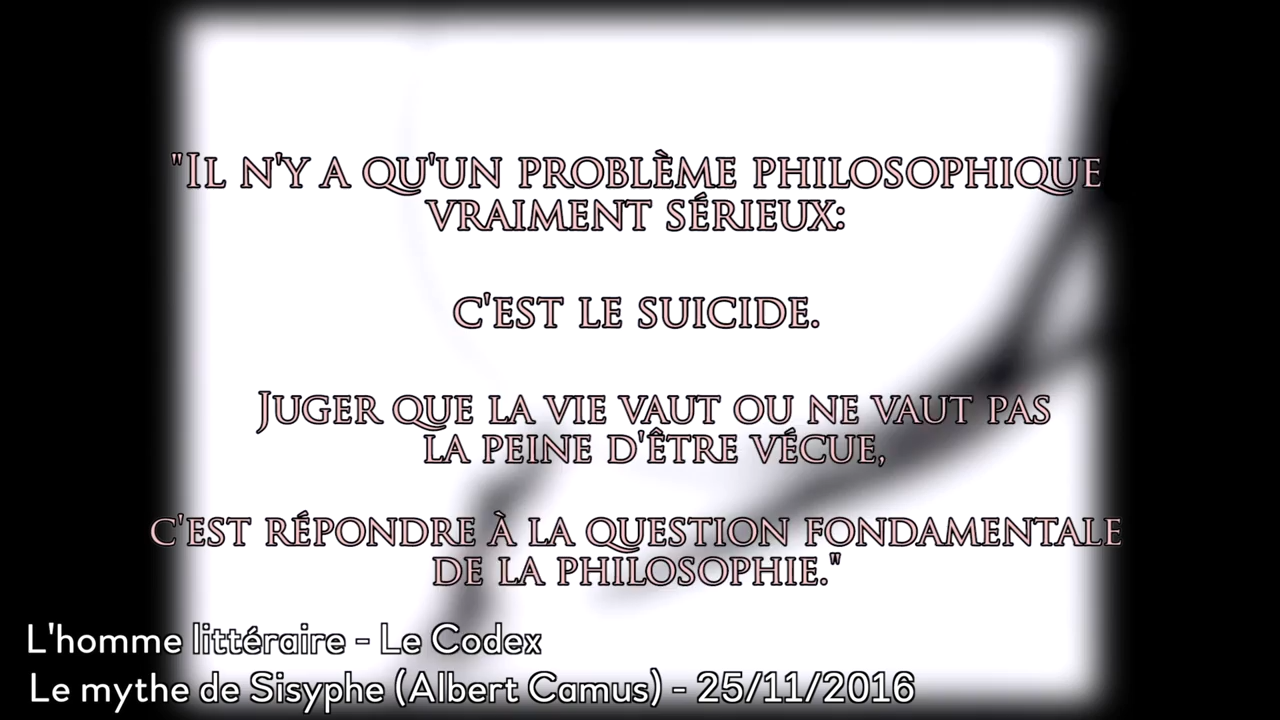 "Il n'y a qu'un problème philosophique
vraiment sérieux:
c'est le suicide.
Juger que la vie vaut ou ne vaut pas
la peine d'être vécue,
c'est répondre à la question fondamentale
de la philosophie."
L'homme littéraire - Le Codex
Le mythe de Sisyphe (Albert Camus) - 25/11/2016